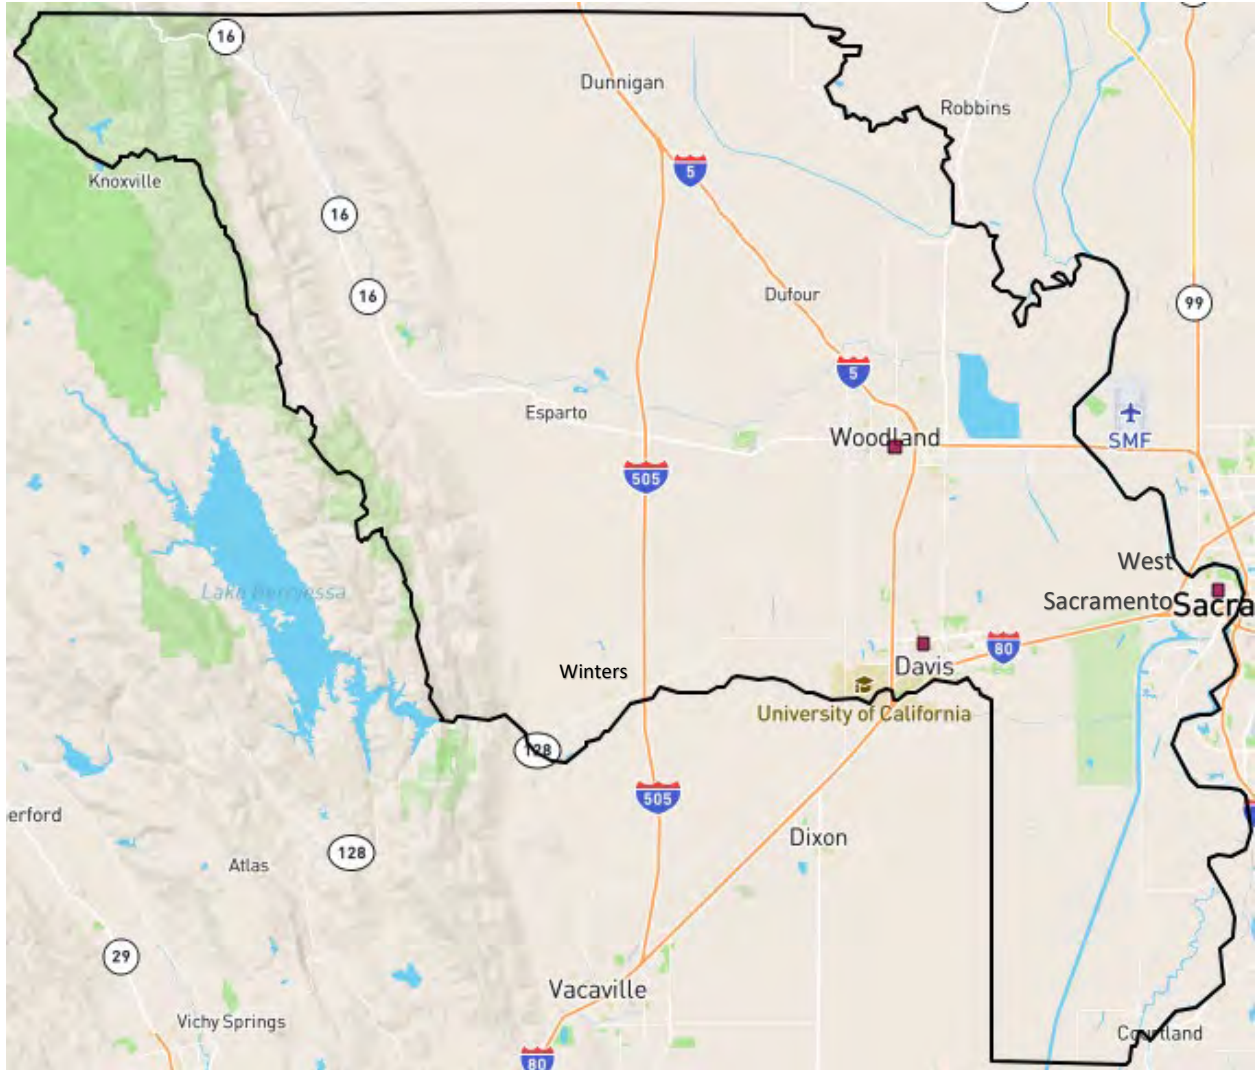 16
Dunnigan
Robbins
5
Knoxville
16
16
Dufour
99
5
Esparto
Woodland
SMF
505
West
Sacramento
Sacra
Lake Berryessa
80
Davis
Winters
University of California
128
505
erford
Dixon
128
Atlas
29
Vacaville
Vichy Springs
Courtland
80